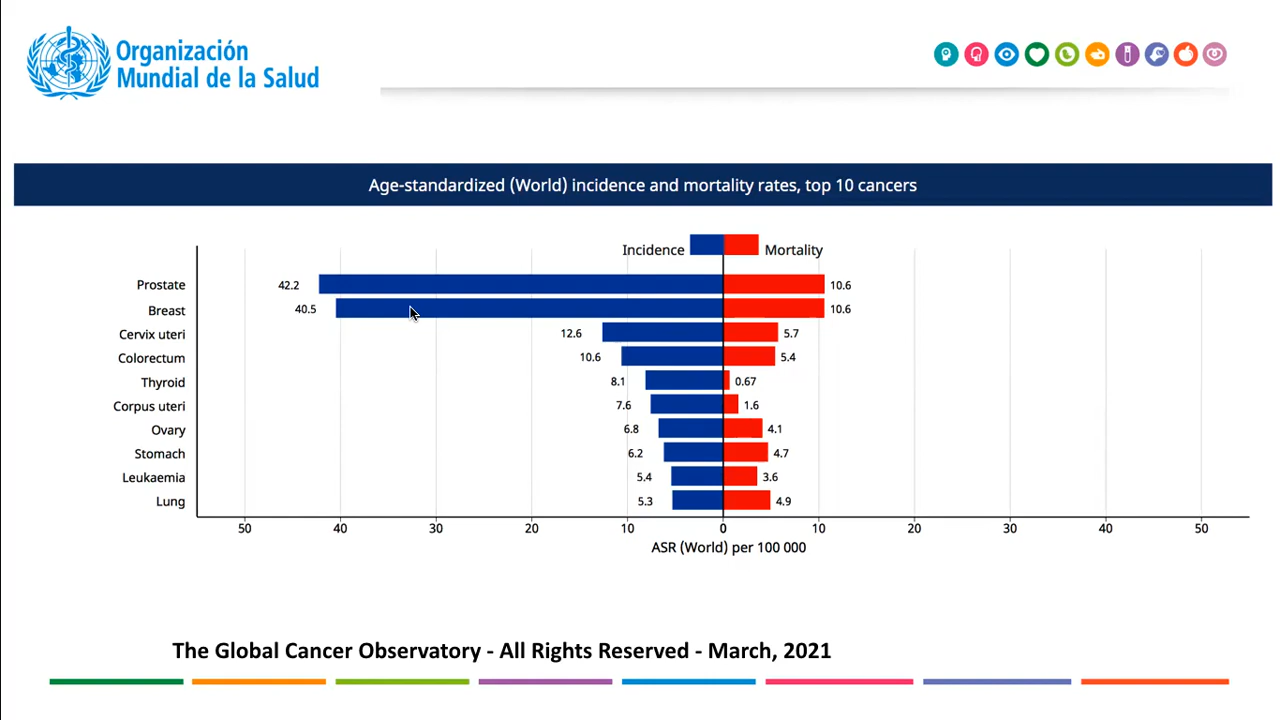 Organización
Mundial de la Salud
Age-standardized (World) incidence and mortality rates, top 10 cancers
Incidence Mortality
Prostate 42.2 10.6
Breast 40.5 10.6
Cervix uteri 12.6 5.7
Colorectum 10.6 5.4
Thyroid 8.1 0.67
Corpus uteri 7.6 1.6
Ovary 6.8 4.1
Stomach 6.2 4.7
Leukaemia 5.4 3.6
Lung 5.3 4.9
50 40 30 20 10 0 10 20 30 40 50
ASR (World) per 100 000
The Global Cancer Observatory - All Rights Reserved - March, 2021